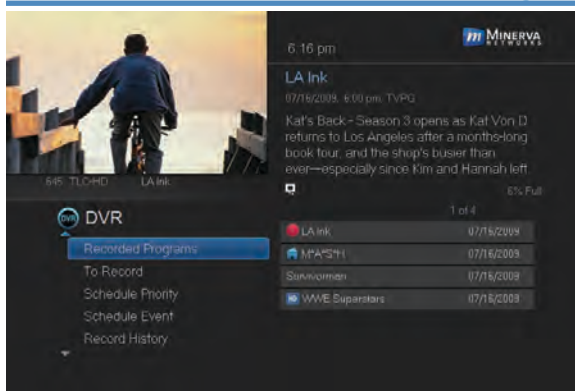 6:16 pm
m MINERVA
NETWORKS
LA Ink
07/16/2009, 6:00 pm, TVPG
Kat's Back - Season 3 opens as Kat Von D
returns to Los Angeles after a months-long
book tour, and the shop's busier than
ever—especially since Kim and Hannah left.
645 TLC-HD LA Ink
6% Full
DVR DVR
1 of 4
Recorded Programs
To Record
Schedule Priority
Schedule Event
Record History
LA Ink 07/16/2009
M*A*S*H 07/16/2009
Survivorman 07/16/2009
WWE Superstars 07/16/2009